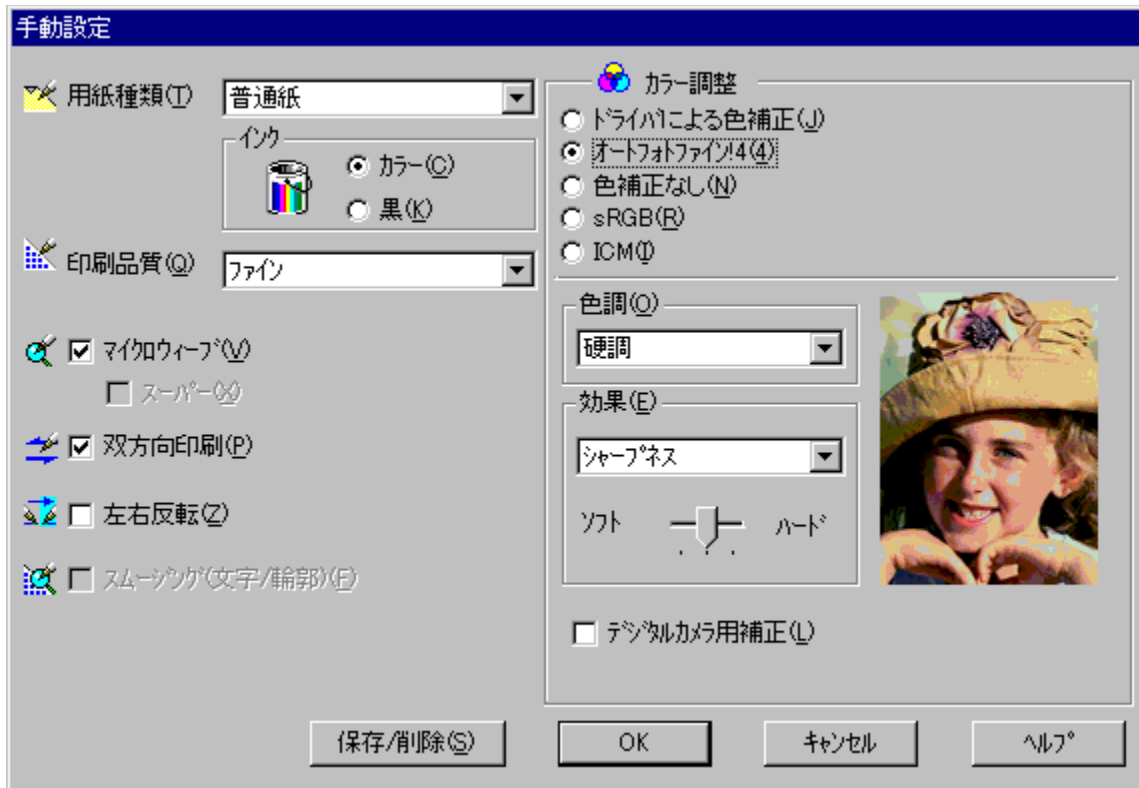 手動設定
用紙種類(T)
普通紙
インク
カラー(C)
黒(K)
印刷品質(Q)
ファイン
マイクロウィーブ(V)
スーパー(X)
双方向印刷(P)
左右反転(Z)
スムージング(文字/輪郭)(F)
カラー調整
ドライバによる色補正(J)
オートフォトファイン!4(4)
色補正なし(N)
sRGB(R)
ICM(I)
色調(O)
硬調
効果(E)
シャープネス
ソフト ハード
デジタルカメラ用補正(L)
保存/削除(S) OK キャンセル ヘルプ